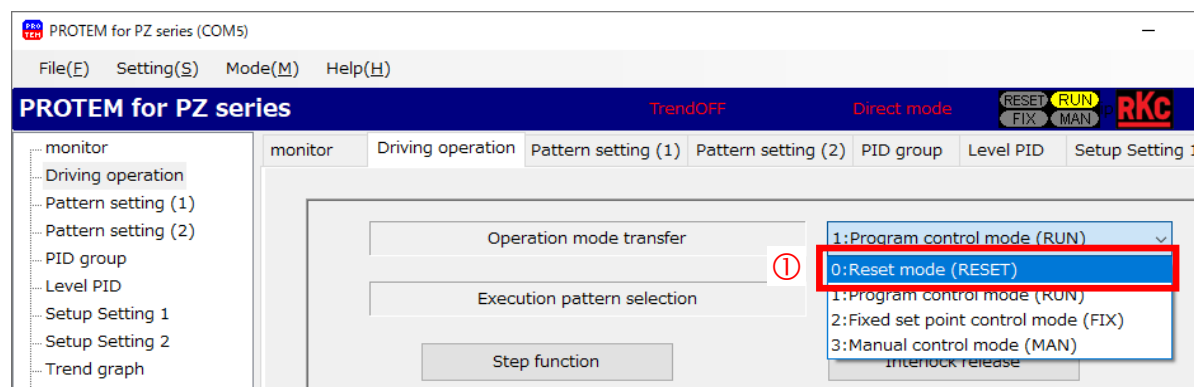 PRO TEM PROTEM for PZ series (COM5)
File(F) Setting(S) Mode(M) Help(H)
PROTEM for PZ series TrendOFF Direct mode RESET RUN FIX MAN RKC
monitor
Driving operation
Pattern setting (1)
Pattern setting (2)
PID group
Level PID
Setup Setting 1
Setup Setting 2
Trend graph
monitor Driving operation Pattern setting (1) Pattern setting (2) PID group Level PID Setup Setting 1
Operation mode transfer 1:Program control mode (RUN)
① 0:Reset mode (RESET)
1:Program control mode (RUN)
2:Fixed set point control mode (FIX)
3:Manual control mode (MAN)
Execution pattern selection
Step function Interlock release